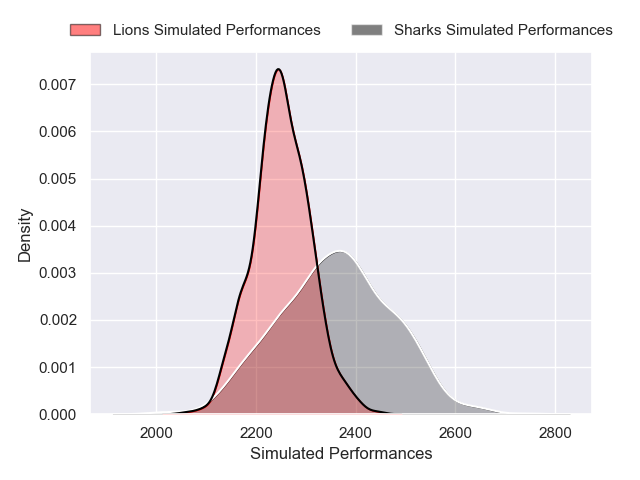 Lions Simulated Performances Sharks Simulated Performances
0.007
0.006
0.005
0.004
0.003
0.002
0.001
0.000
Density
2000 2200 2400 2600 2800
Simulated Performances